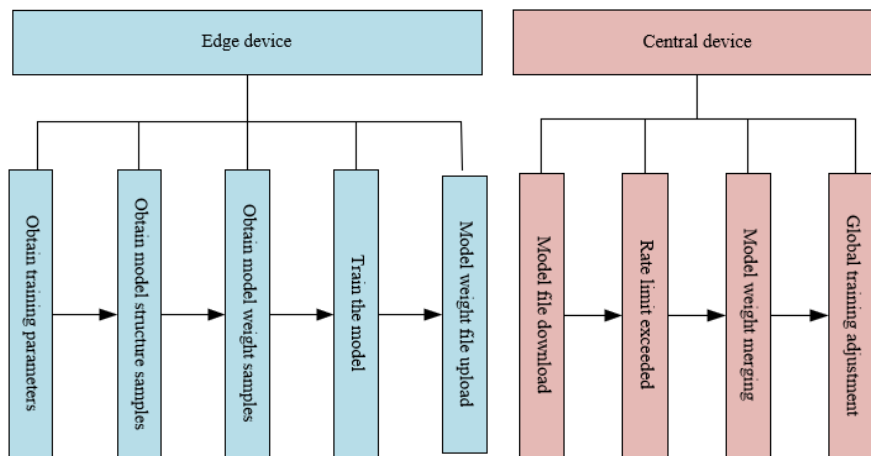 Edge device
Central device
Obtain training parameters
Obtain model structure samples
Obtain model weight samples
Train the model
Model weight file upload
Model file download
Rate limit exceeded
Model weight merging
Global training adjustment